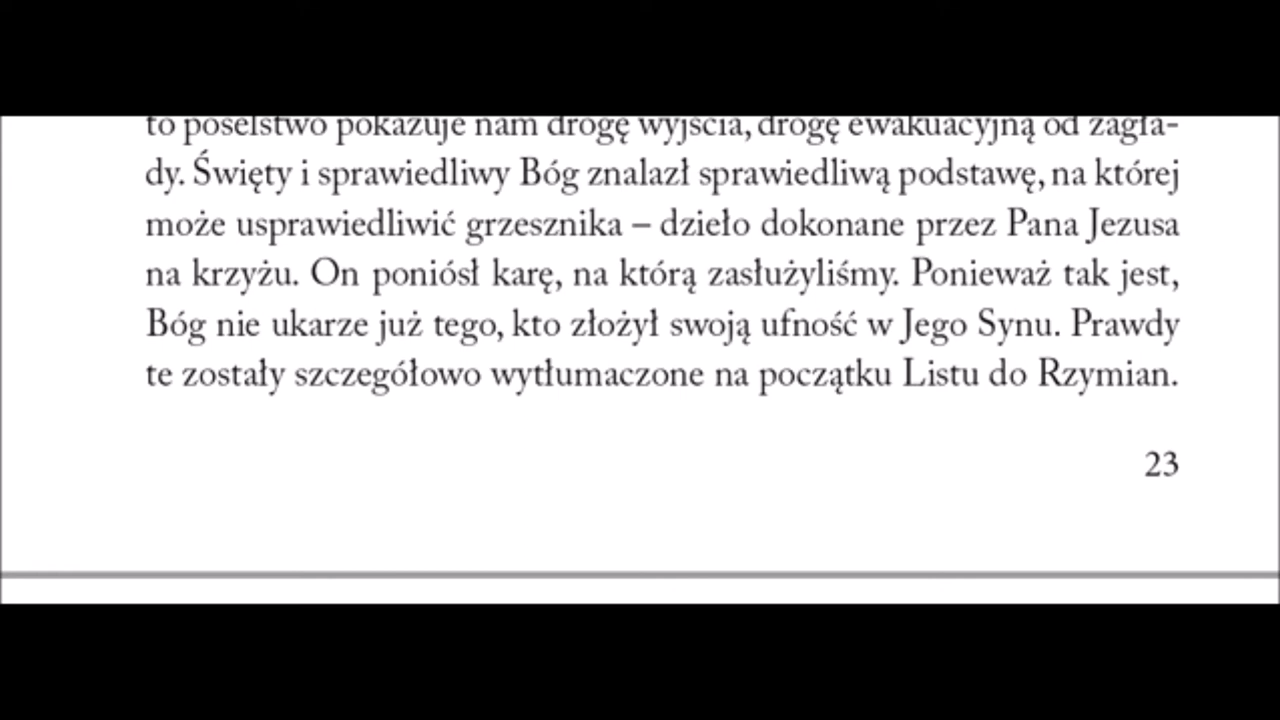 to poselstwo pokazuje nam drogę wyjścia, drogę ewakuacyjną od zagła-
dy. Święty i sprawiedliwy Bóg znalazł sprawiedliwą podstawę, na której
może usprawiedliwić grzesznika – dzieło dokonane przez Pana Jezusa
na krzyżu. On poniósł karę, na którą zasłużyliśmy. Ponieważ tak jest,
Bóg nie ukarze już tego, kto złożył swoją ufność w Jego Synu. Prawdy
te zostały szczegółowo wytłumaczone na początku Listu do Rzymian.
23